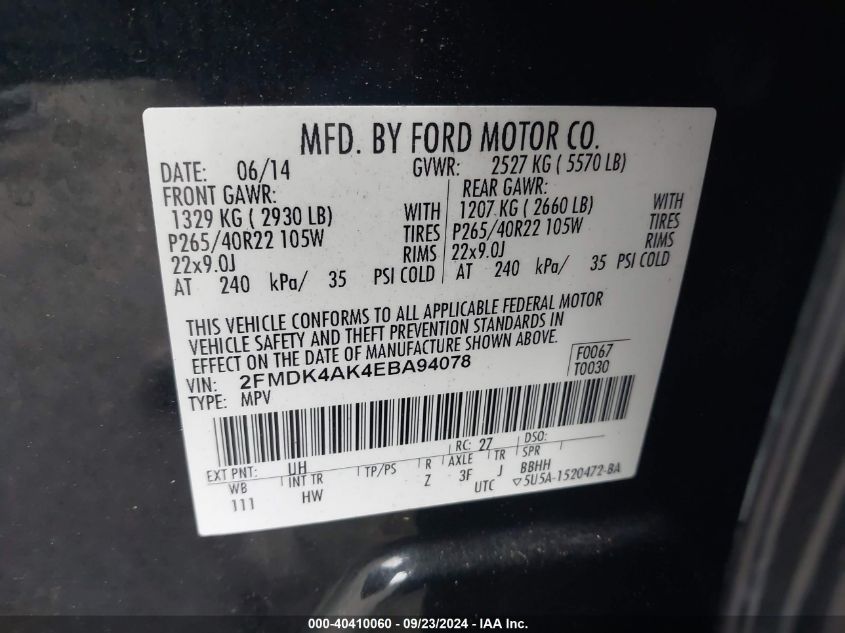 MFD. BY FORD MOTOR CO.
DATE: 06/14 GVWR: 2527 KG ( 5570 LB)
FRONT GAWR: REAR GAWR:
1329 KG ( 2930 LB) WITH 1207 KG ( 2660 LB) WITH
P265/40R22 105W TIRES P265/40R22 105W TIRES
22x9.0J RIMS 22x9.0J RIMS
AT 240 kPa/ 35 PSI COLD AT 240 kPa/ 35 PSI COLD
THIS VEHICLE CONFORMS TO ALL APPLICABLE FEDERAL MOTOR
VEHICLE SAFETY AND THEFT PREVENTION STANDARDS IN
EFFECT ON THE DATE OF MANUFACTURE SHOWN ABOVE.
VIN: 2FMDK4AK4EBA94078 F0067
TYPE: MPV T0030
EXT PNT: UH RC: 27 DSO:
WB INT TR TP/PS R AXLE TR SPR
111 HW Z 3F J BBHH
UTC ▽5U5A-1520472-BA
000-40410060 - 09/23/2024 - IAA Inc.